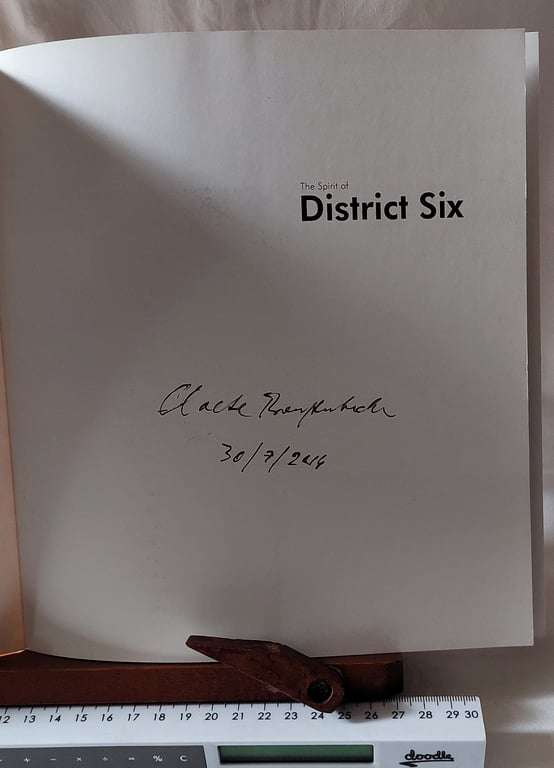 The Spirit of
District Six
Cloete Breytenbach
30/7/2016
12 13 14 15 16 17 18 19 20 21 22 23 24 25 26 27 28 29 30
+ - × ÷ = % C
doodle